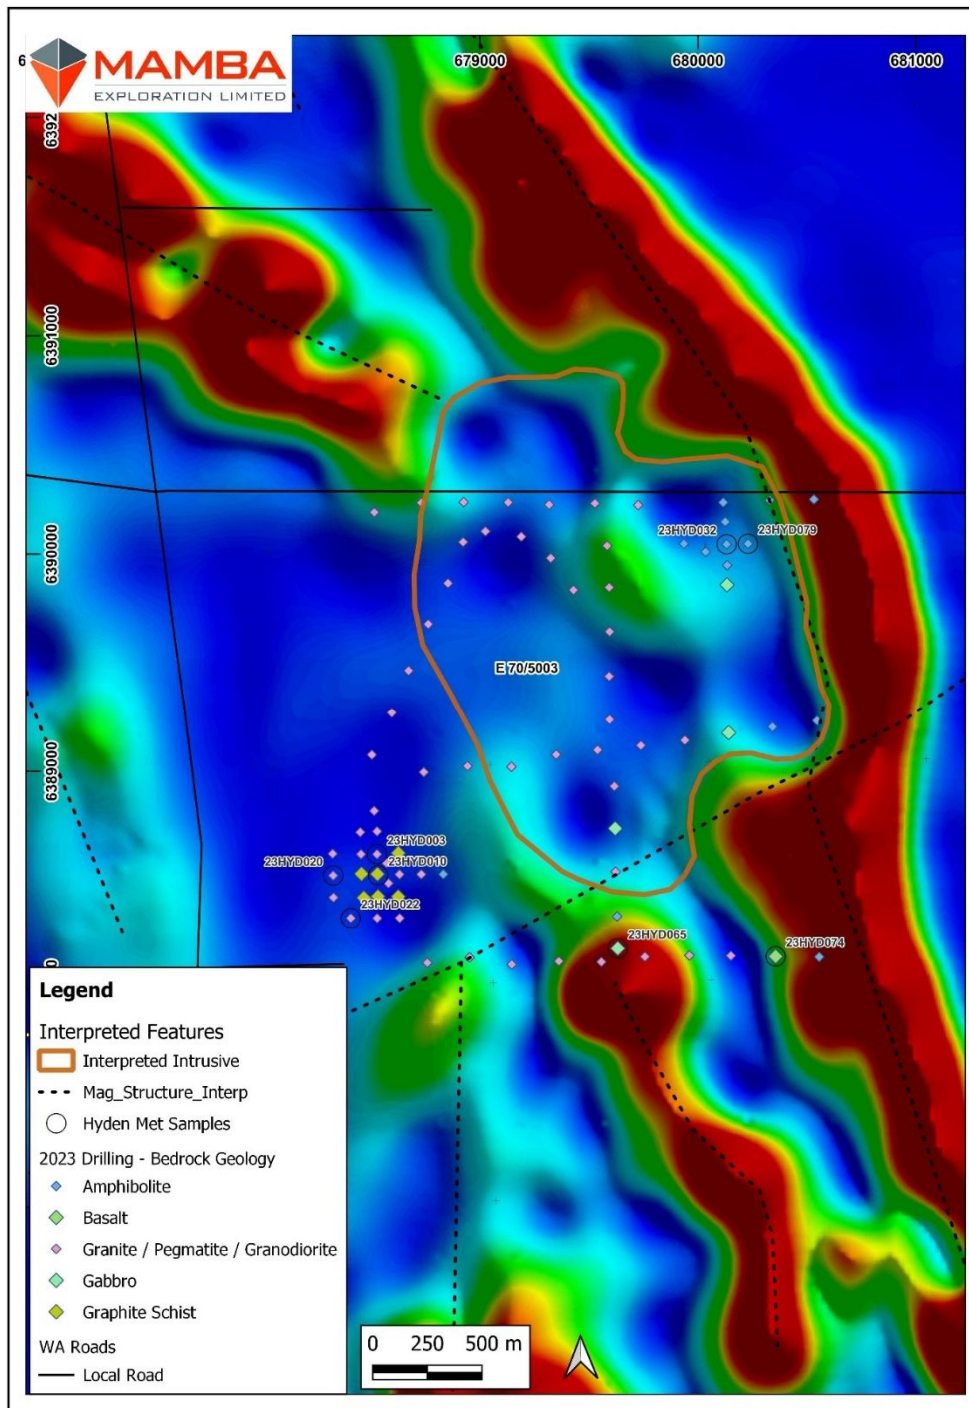 MAMBA
EXPLORATION LIMITED
6
679000
680000
681000
6392
6391000
6390000
23HYD032
23HYD079
E 70/5003
6389000
23HYD003
23HYD020
23HYD010
23HYD022
23HYD065
23HYD074
0
Legend
Interpreted Features
Interpreted Intrusive
Mag_Structure_Interp
Hyden Met Samples
2023 Drilling - Bedrock Geology
Amphibolite
Basalt
Granite / Pegmatite / Granodiorite
Gabbro
Graphite Schist
WA Roads
Local Road
0 250 500 m